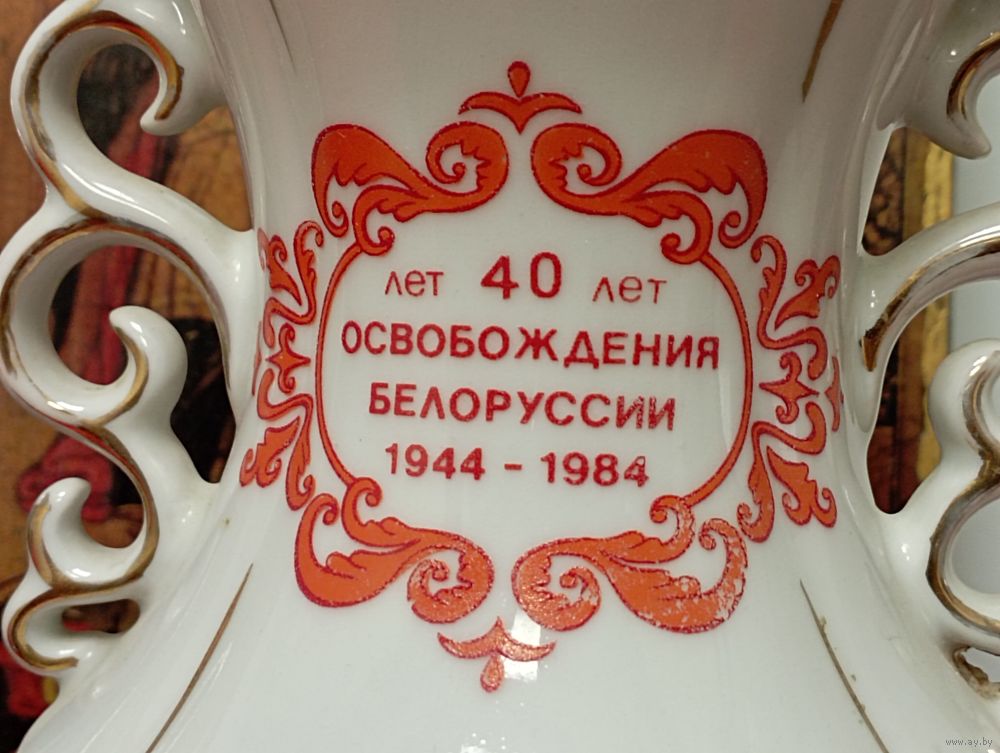 лет 40 лет
ОСВОБОЖДЕНИЯ
БЕЛОРУССИИ
1944 - 1984
www.ay.by